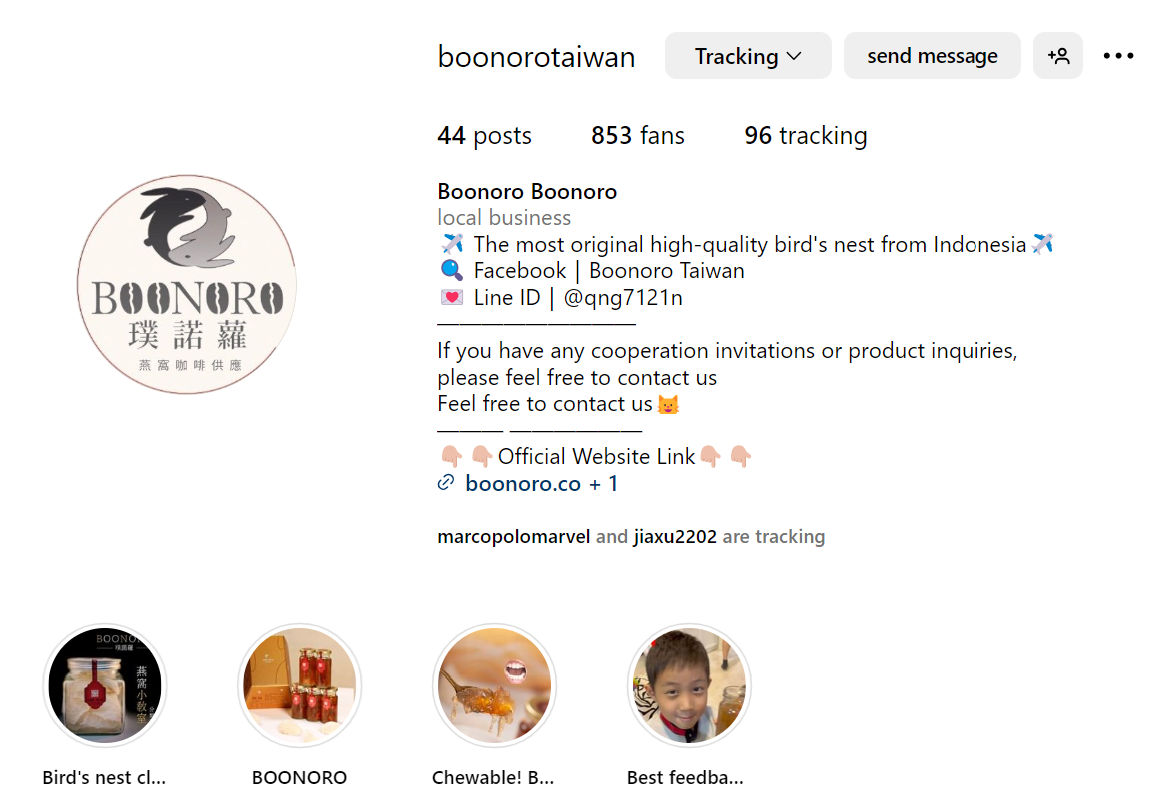 boonorotaiwan
Tracking
send message
44 posts
853 fans
96 tracking
Boonoro Boonoro
local business
✈️ The most original high-quality bird's nest from Indonesia ✈️
🔍 Facebook | Boonoro Taiwan
💌 Line ID | @qng7121n
—————————
If you have any cooperation invitations or product inquiries,
please feel free to contact us
Feel free to contact us 😺
——— ——————
👇🏻 👇🏻 Official Website Link 👇🏻 👇🏻
boonoro.co + 1
marcopolomarvel and jiaxu2202 are tracking
BOONORO
璞諾蘿
燕窩咖啡供應
BOONO
璞諾蘿
燕窩小教室
Bird's nest cl...
BOONORO
Chewable! B...
Best feedba...